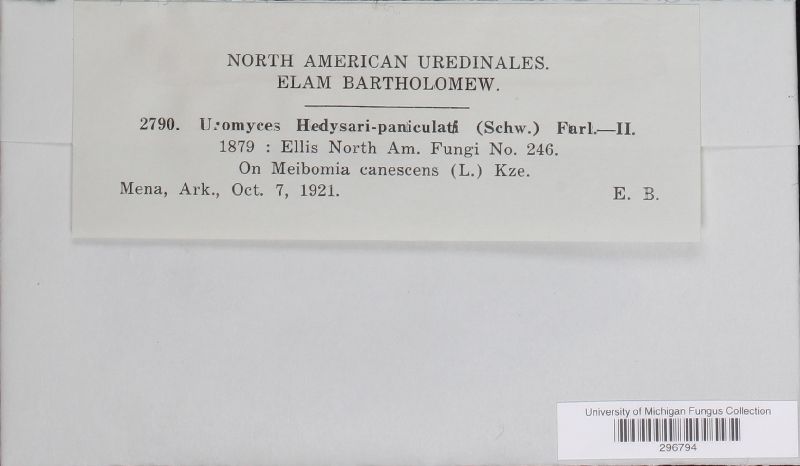 NORTH AMERICAN UREDINALES.
ELAM BARTHOLOMEW.
2790. Uromyces Hedysari-paniculati (Schw.) Farl.—II.
1879 : Ellis North Am. Fungi No. 246.
On Meibomia canescens (L.) Kze.
Mena, Ark., Oct. 7, 1921. E. B.
University of Michigan Fungus Collection
296794